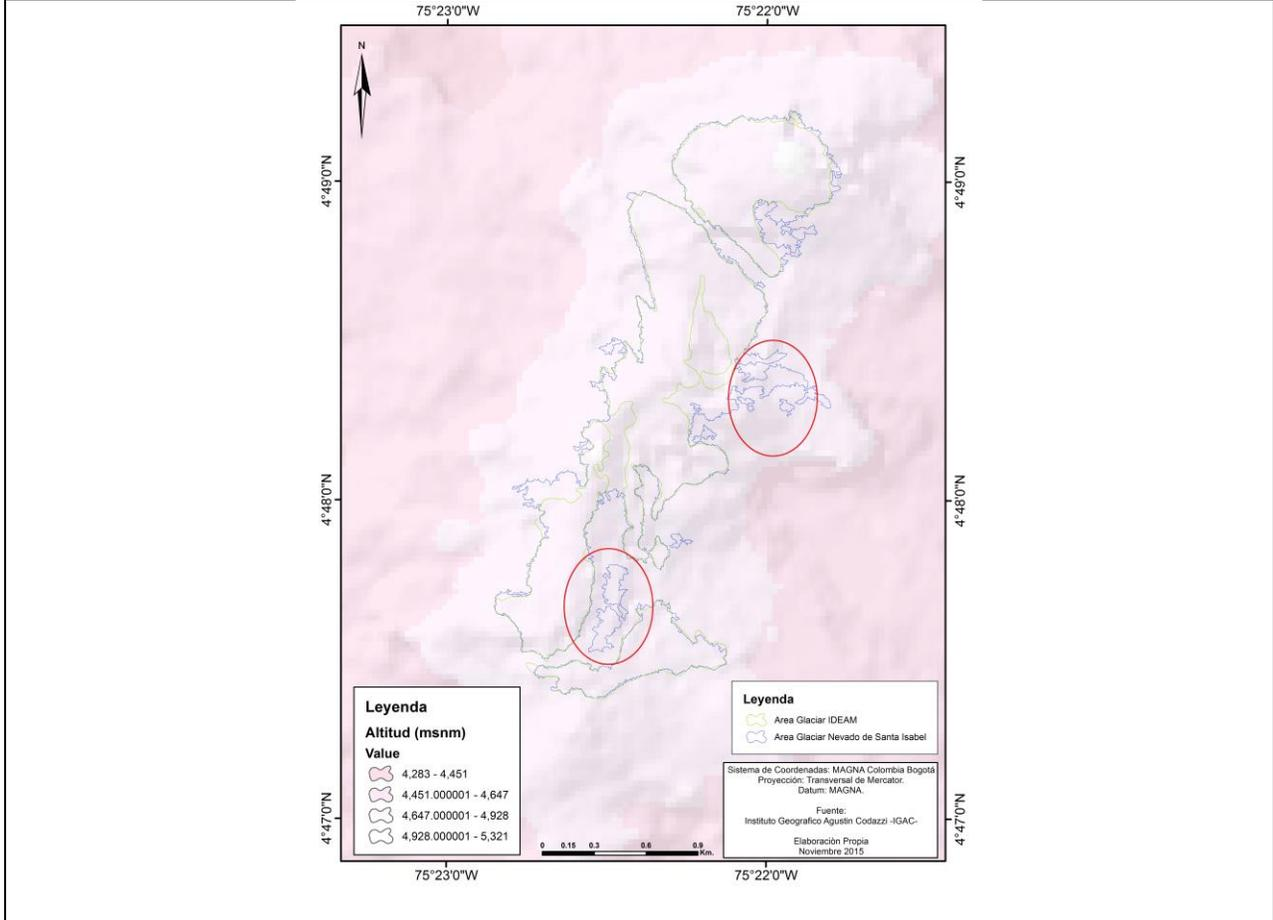 75°23'0"W
75°22'0"W
N
4°49'0"N
4°49'0"N
4°48'0"N
4°48'0"N
4°47'0"N
4°47'0"N
Leyenda
Altitud (msnm)
Value
4,283 - 4,451
4,451.000001 - 4,647
4,647.000001 - 4,928
4,928.000001 - 5,321
0 0.15 0.3 0.6 0.9
Km.
Leyenda
Area Glaciar IDEAM
Area Glaciar Nevado de Santa Isabel
Sistema de Coordenadas: MAGNA Colombia Bogotá
Proyección: Transversal de Mercator.
Datum: MAGNA.
Fuente:
Instituto Geografico Agustin Codazzi -IGAC-
Elaboración Propia
Noviembre 2015
75°23'0"W
75°22'0"W